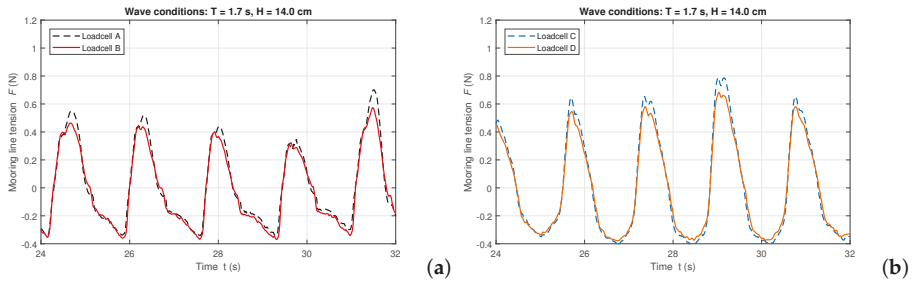 Wave conditions: T = 1.7 s, H = 14.0 cm
1.2
1
0.8
0.6
0.4
0.2
0
-0.2
-0.4
Mooring line tension F (N)
Loadcell A
Loadcell B
24 26 28 30 32
Time t (s)
(a)
Wave conditions: T = 1.7 s, H = 14.0 cm
1.2
1
0.8
0.6
0.4
0.2
0
-0.2
-0.4
Mooring line tension F (N)
Loadcell C
Loadcell D
24 26 28 30 32
Time t (s)
(b)